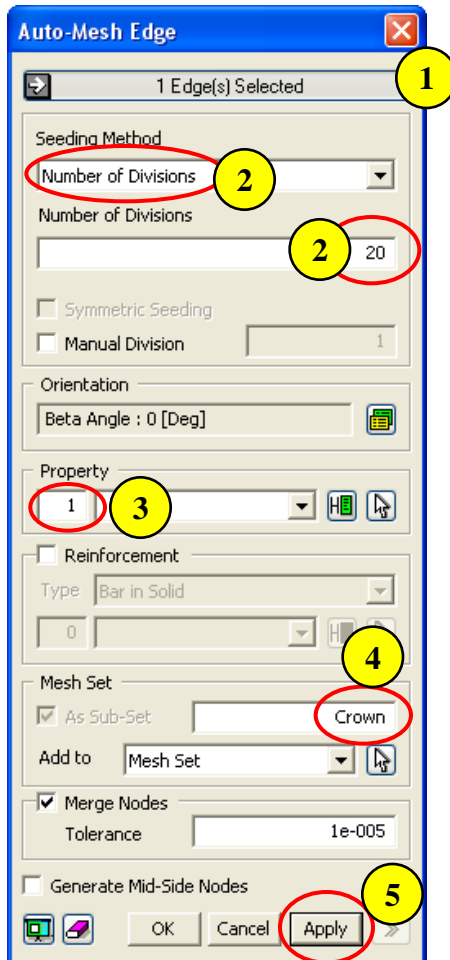 Auto-Mesh Edge
1
1 Edge(s) Selected
Seeding Method
Number of Divisions
2
Number of Divisions
2
20
Symmetric Seeding
Manual Division
1
Orientation
Beta Angle : 0 [Deg]
Property
1
3
Reinforcement
Type
Bar in Solid
0
4
Mesh Set
As Sub-Set
Crown
Add to
Mesh Set
Merge Nodes
Tolerance
1e-005
Generate Mid-Side Nodes
5
OK
Cancel
Apply